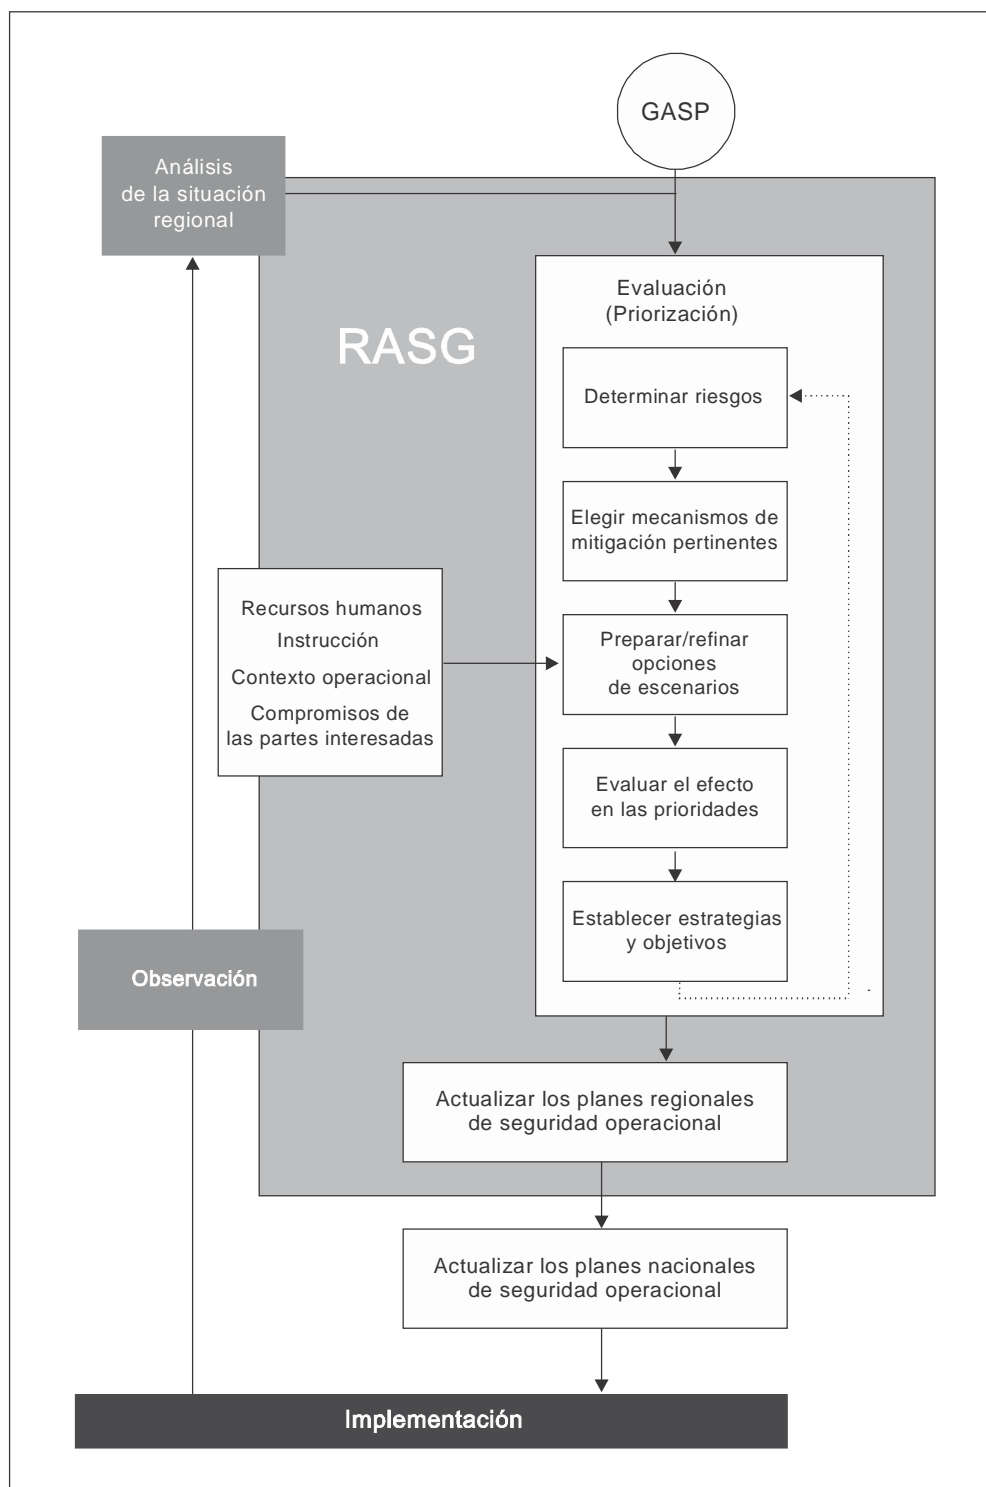 GASP
Análisis
de la situación
regional
RASG
Evaluación
(Priorización)
Determinar riesgos
Elegir mecanismos de
mitigación pertinentes
Recursos humanos
Instrucción
Contexto operacional
Compromisos de
las partes interesadas
Preparar/refinar
opciones
de escenarios
Evaluar el efecto
en las prioridades
Establecer estrategias
y objetivos
Observación
Actualizar los planes regionales
de seguridad operacional
Actualizar los planes nacionales
de seguridad operacional
Implementación